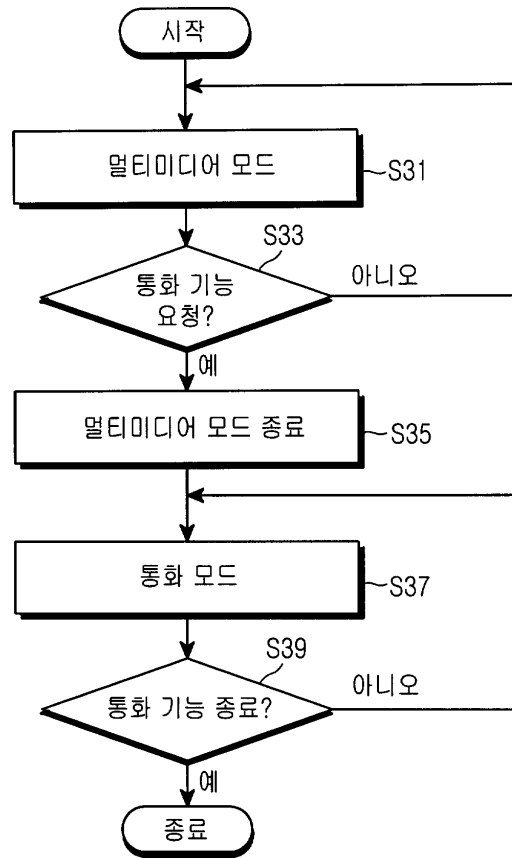 시작
멀티미디어 모드
S31
S33
통화 기능
요청?
아니오
예
멀티미디어 모드 종료
S35
통화 모드
S37
S39
통화 기능 종료?
아니오
예
종료